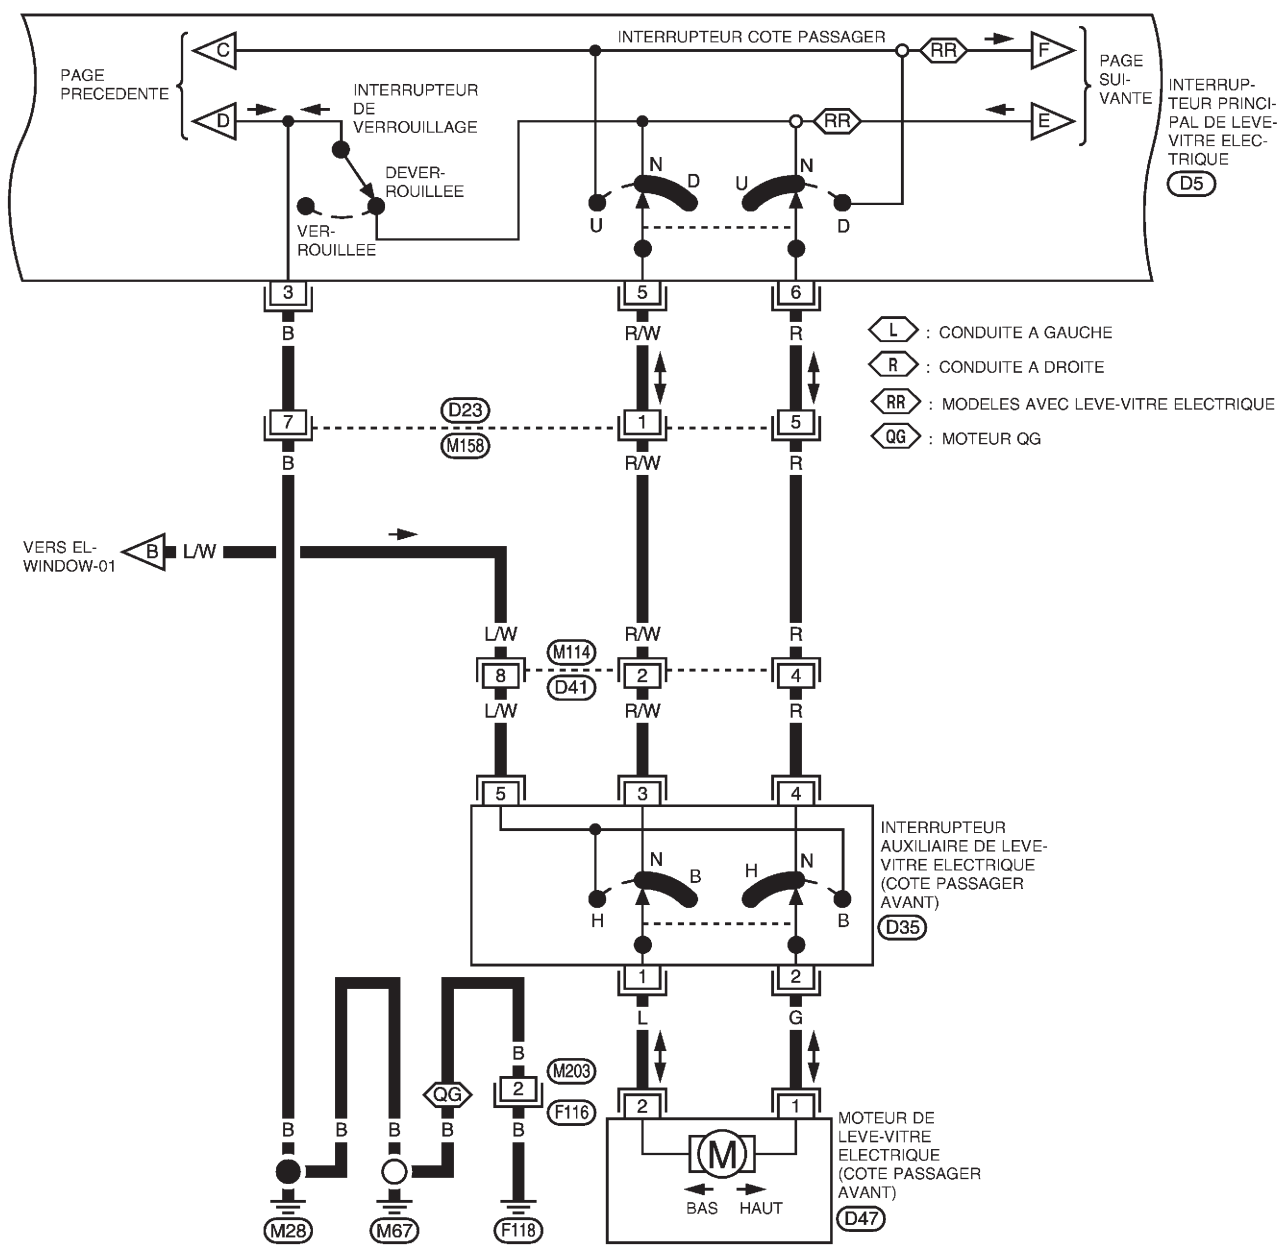 C
INTERRUPTEUR COTE PASSAGER
RR
F
PAGE
PRECEDENTE
PAGE
SUI-
VANTE
INTERRUPTEUR
DE
VERROUILLAGE
D
RR
E
INTERRUP-
TEUR PRINCI-
PAL DE LEVE-
VITRE ELEC-
TRIQUE
D5
DEVER-
ROUILLEE
N
D
U
N
VER-
ROUILLEE
U
D
3
5
6
B
R/W
R
L : CONDUITE A GAUCHE
R : CONDUITE A DROITE
RR : MODELES AVEC LEVE-VITRE ELECTRIQUE
QG : MOTEUR QG
7
D23
M158
1
5
B
R/W
R
VERS EL-
WINDOW-01
B
L/W
L/W
R/W
R
8
M114
D41
2
4
L/W
R/W
R
5
3
4
INTERRUPTEUR
AUXILIAIRE DE LEVE-
VITRE ELECTRIQUE
(COTE PASSAGER
AVANT)
D35
N
B
H
N
H
B
1
2
L
G
B
M203
QG
2
F116
2
1
B
B
B
B
B
MOTEUR DE
LEVE-VITRE
ELECTRIQUE
(COTE PASSAGER
AVANT)
D47
M
BAS
HAUT
M28
M67
F118